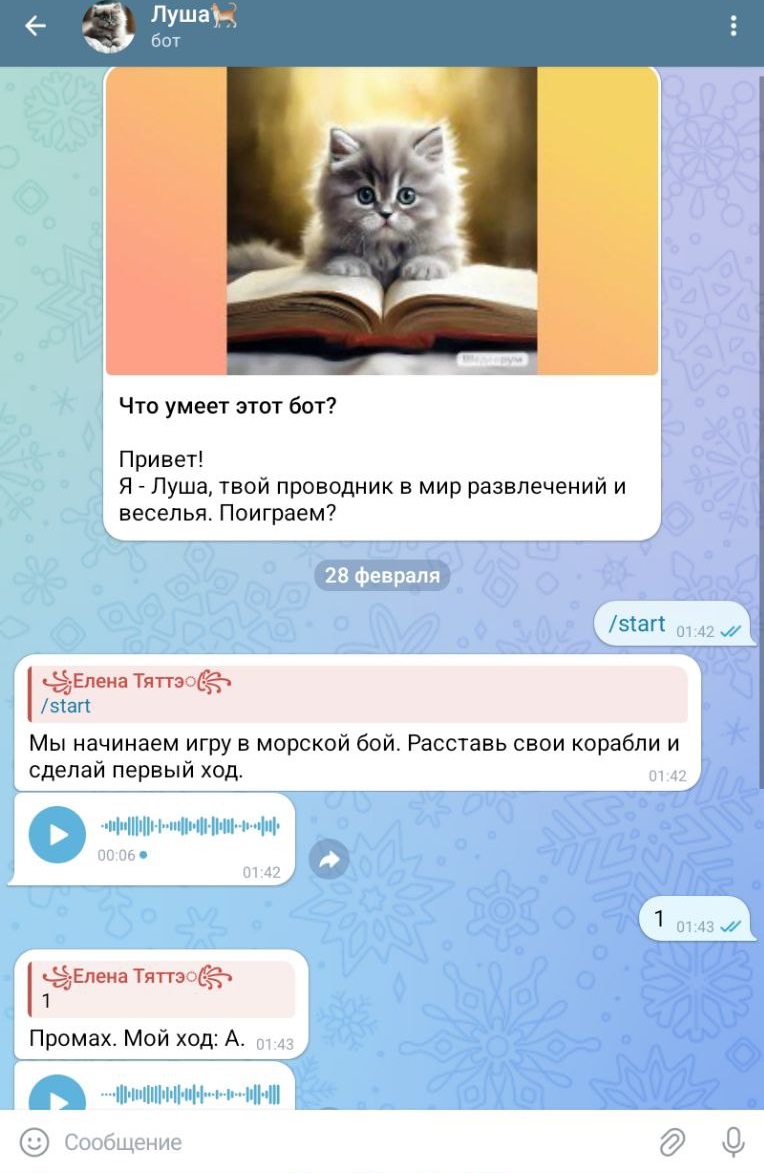 Луша🐈
бот
Шедеврум
Что умеет этот бот?
Привет!
Я - Луша, твой проводник в мир развлечений и
веселья. Поиграем?
28 февраля
/start 01:42
Елена Тяттэ
/start
Мы начинаем игру в морской бой. Расставь свои корабли и
сделай первый ход.
01:42
00:06
01:42
1 01:43
Елена Тяттэ
1
Промах. Мой ход: А. 01:43
Сообщение